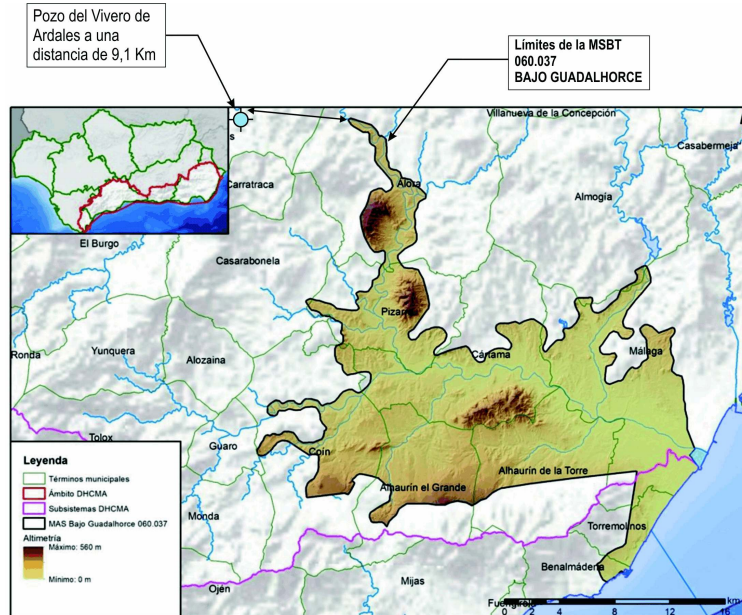 Pozo del Vivero de
Ardales a una
distancia de 9,1 Km
Límites de la MSBT
060.037
BAJO GUADALHORCE
Villanueva de la Concepción
Casabermeja
s
Carratraca
Alora
Almogía
El Burgo
Casarabonela
Pizarra
Ronda
Yunquera
Alozaina
Cártama
Málaga
Tolox
Guaro
Coín
Alhaurín de la Torre
Alhaurín el Grande
Monda
Torremolinos
Benalmádena
Ojén
Mijas
Fuengirola
Leyenda
Términos municipales
Ámbito DHCMA
Subsistemas DHCMA
MAS Bajo Guadalhorce 060.037
Altimetría
Máximo: 560 m
Mínimo: 0 m
0 4 8 12 16 km